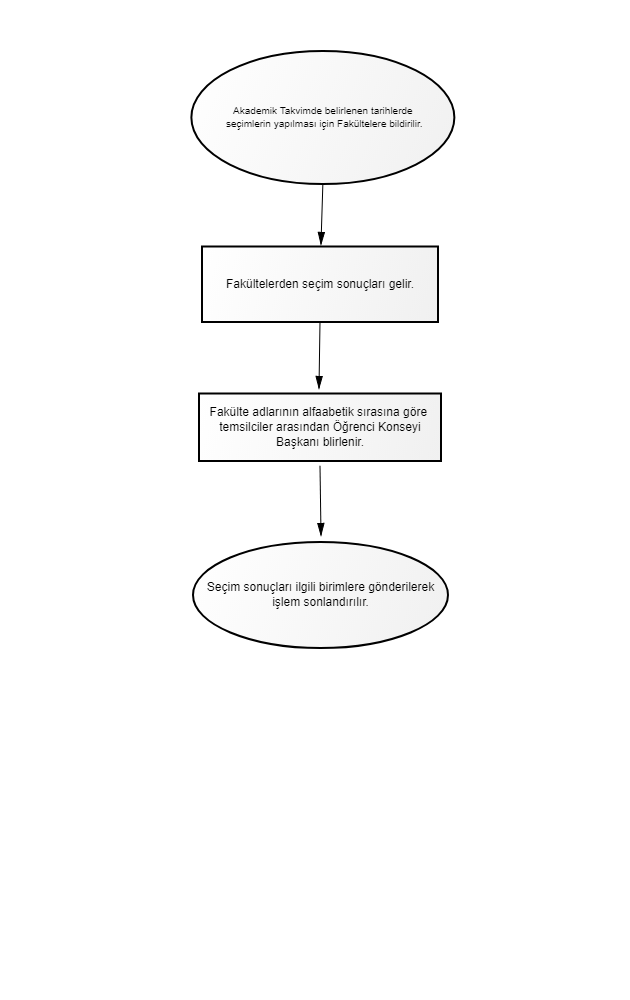 Akademik Takvimde belirlenen tarihlerde
seçimlerin yapılması için Fakültelere bildirilir.
Fakültelerden seçim sonuçları gelir.
Fakülte adlarının alfaabetik sırasına göre
temsilciler arasından Öğrenci Konseyi
Başkanı blirlenir.
Seçim sonuçları ilgili birimlere gönderilerek
işlem sonlandırılır.